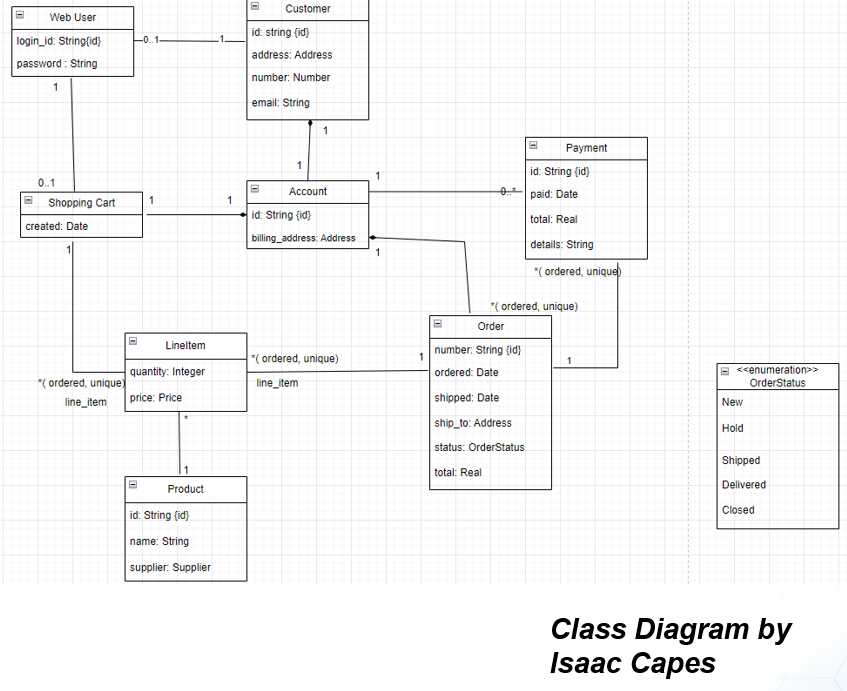 Web User
login_id: String{id}
password : String
Customer
id: string {id}
address: Address
number: Number
email: String
0..1
1
1
0..1
1
1
Shopping Cart
created: Date
1
1
Account
id: String {id}
billing_address: Address
1
0..*
1
Payment
id: String {id}
paid: Date
total: Real
details: String
*( ordered, unique)
*( ordered, unique)
1
*( ordered, unique)
line_item
LineItem
quantity: Integer
price: Price
*( ordered, unique)
line_item
1
Order
number: String {id}
ordered: Date
shipped: Date
ship_to: Address
status: OrderStatus
total: Real
1
*
1
Product
id: String {id}
name: String
supplier: Supplier
<<enumeration>>
OrderStatus
New
Hold
Shipped
Delivered
Closed
Class Diagram by
Isaac Capes